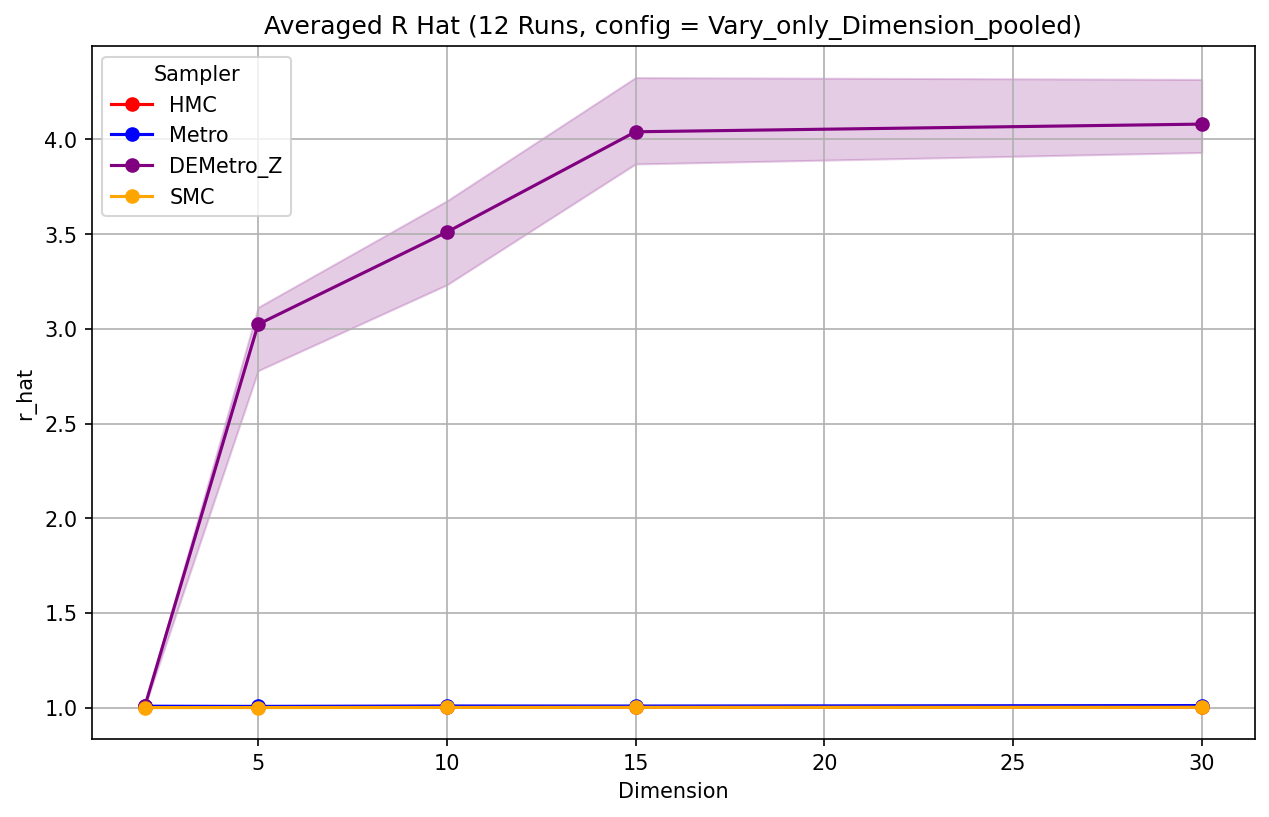 Averaged R Hat (12 Runs, config = Vary_only_Dimension_pooled)
Sampler
HMC
Metro
DEMetro_Z
SMC
r_hat
4.0
3.5
3.0
2.5
2.0
1.5
1.0
5 10 15 20 25 30
Dimension